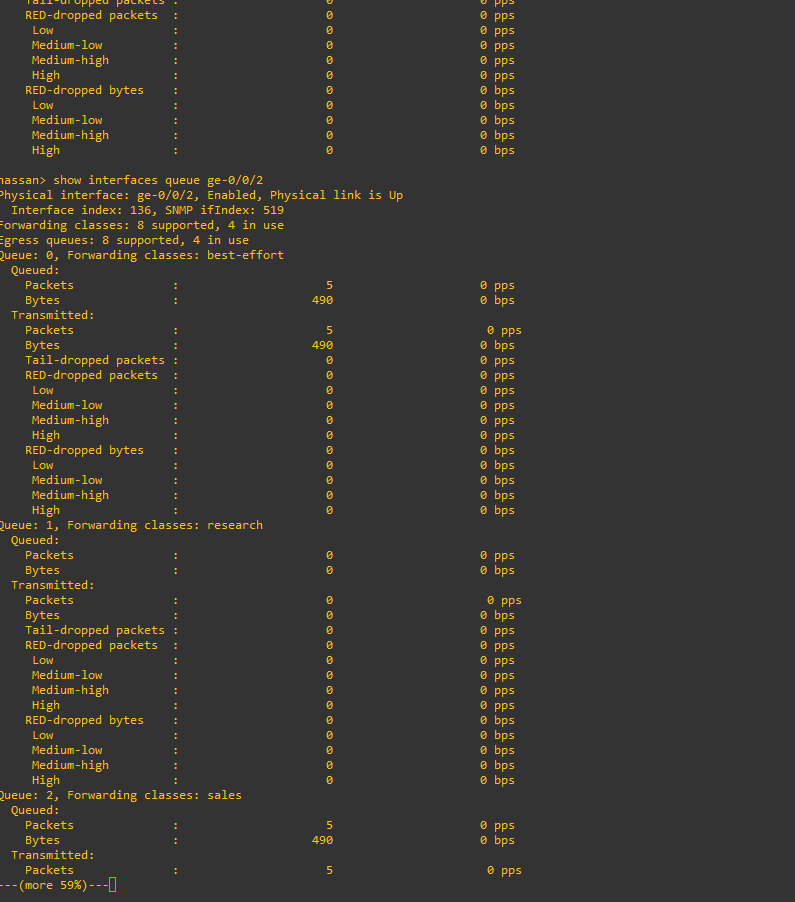 Tail-dropped packets :                      0                     0 pps
    RED-dropped packets  :                      0                     0 pps
     Low                 :                      0                     0 pps
     Medium-low          :                      0                     0 pps
     Medium-high         :                      0                     0 pps
     High                :                      0                     0 pps
    RED-dropped bytes    :                      0                     0 bps
     Low                 :                      0                     0 bps
     Medium-low          :                      0                     0 bps
     Medium-high         :                      0                     0 bps
     High                :                      0                     0 bps

hassan> show interfaces queue ge-0/0/2
Physical interface: ge-0/0/2, Enabled, Physical link is Up
  Interface index: 136, SNMP ifIndex: 519
Forwarding classes: 8 supported, 4 in use
Egress queues: 8 supported, 4 in use
Queue: 0, Forwarding classes: best-effort
  Queued:
    Packets              :                      5                     0 pps
    Bytes                :                    490                     0 bps
  Transmitted:
    Packets              :                      5                      0 pps
    Bytes                :                    490                     0 bps
    Tail-dropped packets :                      0                     0 pps
    RED-dropped packets  :                      0                     0 pps
     Low                 :                      0                     0 pps
     Medium-low          :                      0                     0 pps
     Medium-high         :                      0                     0 pps
     High                :                      0                     0 pps
    RED-dropped bytes    :                      0                     0 bps
     Low                 :                      0                     0 bps
     Medium-low          :                      0                     0 bps
     Medium-high         :                      0                     0 bps
     High                :                      0                     0 bps
Queue: 1, Forwarding classes: research
  Queued:
    Packets              :                      0                     0 pps
    Bytes                :                      0                     0 bps
  Transmitted:
    Packets              :                      0                      0 pps
    Bytes                :                      0                     0 bps
    Tail-dropped packets :                      0                     0 pps
    RED-dropped packets  :                      0                     0 pps
     Low                 :                      0                     0 pps
     Medium-low          :                      0                     0 pps
     Medium-high         :                      0                     0 pps
     High                :                      0                     0 pps
    RED-dropped bytes    :                      0                     0 bps
     Low                 :                      0                     0 bps
     Medium-low          :                      0                     0 bps
     Medium-high         :                      0                     0 bps
     High                :                      0                     0 bps
Queue: 2, Forwarding classes: sales
  Queued:
    Packets              :                      5                     0 pps
    Bytes                :                    490                     0 bps
  Transmitted:
    Packets              :                      5                      0 pps
---(more 59%)---